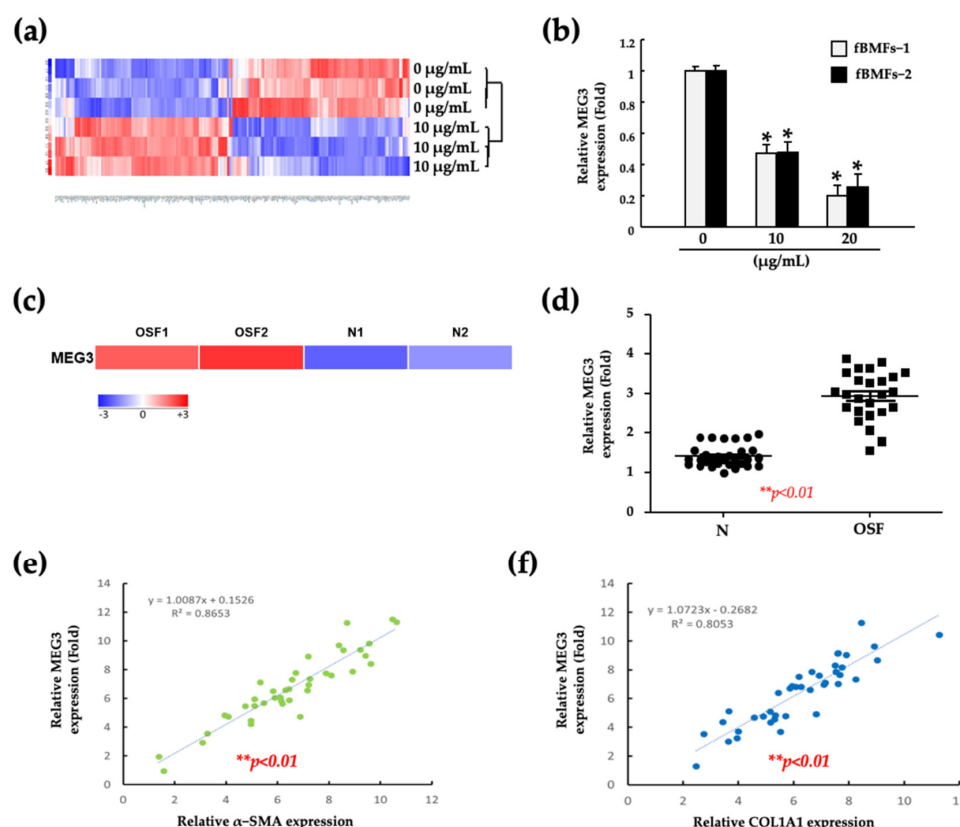 (a)
0 µg/mL
0 µg/mL
0 µg/mL
10 µg/mL
10 µg/mL
10 µg/mL
(b)
Relative MEG3
expression (Fold)
1.2
1
0.8
0.6
0.4
0.2
0
fBMFs-1
fBMFs-2
* *
* *
0 10 20
(µg/mL)
(c)
OSF1 OSF2 N1 N2
MEG3
-3 0 +3
(d)
Relative MEG3
expression (Fold)
5
4
3
2
1
0
**p<0.01
N OSF
(e)
Relative MEG3
expression (Fold)
14
12
10
8
6
4
2
0
y = 1.0087x + 0.1526
R² = 0.8653
**p<0.01
0 2 4 6 8 10 12
Relative α-SMA expression
(f)
Relative MEG3
expression (Fold)
14
12
10
8
6
4
2
0
y = 1.0723x - 0.2682
R² = 0.8053
**p<0.01
0 2 4 6 8 10 12
Relative COL1A1 expression